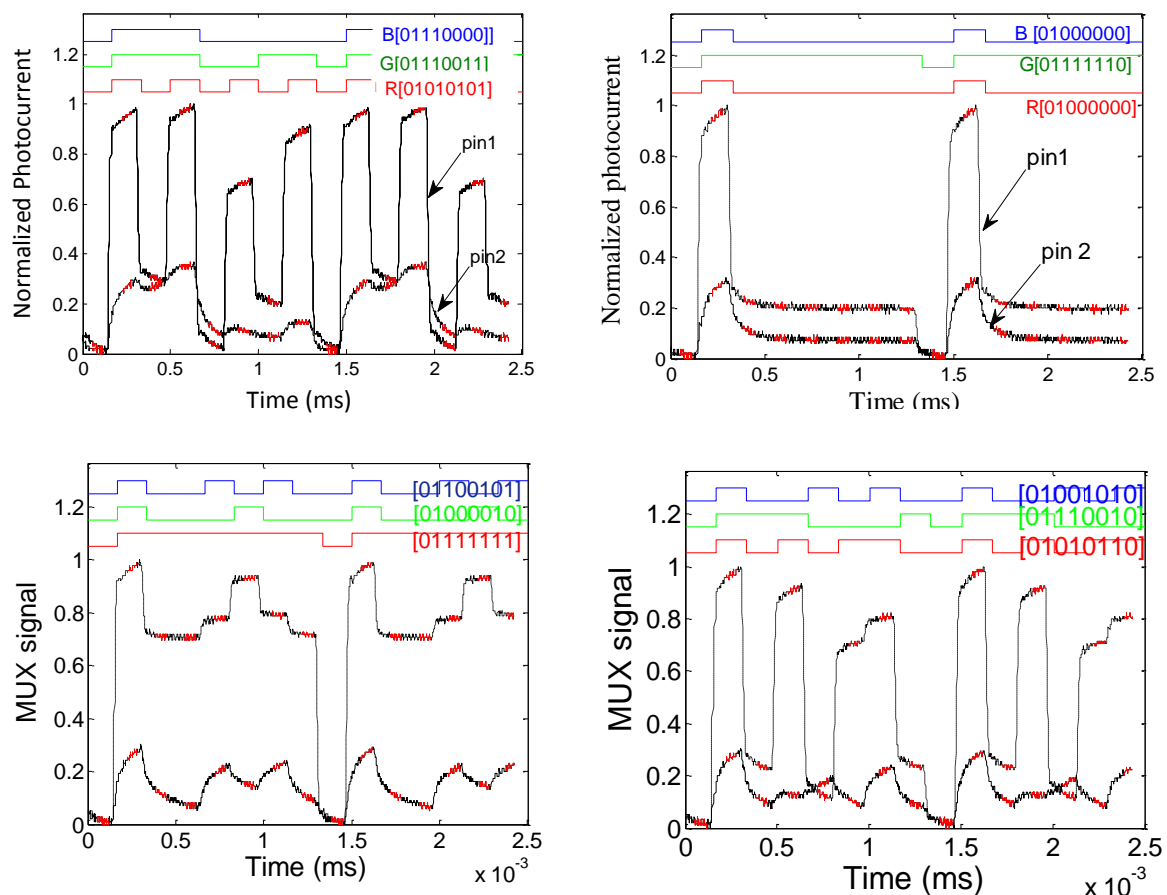 Normalized Photocurrent
1.2
1
0.8
0.6
0.4
0.2
0
B[01110000]]
G[01110011]
R[01010101]
pin1
pin2
0 0.5 1 1.5 2 2.5
Time (ms)
Normalized photocurrent
1.2
1
0.8
0.6
0.4
0.2
0
B [01000000]
G[01111110]
R[01000000]
pin1
pin 2
0 0.5 1 1.5 2 2.5
Time (ms)
MUX signal
1.2
1
0.8
0.6
0.4
0.2
0
[01100101]
[01000010]
[01111111]
0 0.5 1 1.5 2 2.5
Time (ms)
x 10⁻³
MUX signal
1.2
1
0.8
0.6
0.4
0.2
0
[01001010]
[01110010]
[01010110]
0 0.5 1 1.5 2 2.5
Time (ms)
x 10⁻³